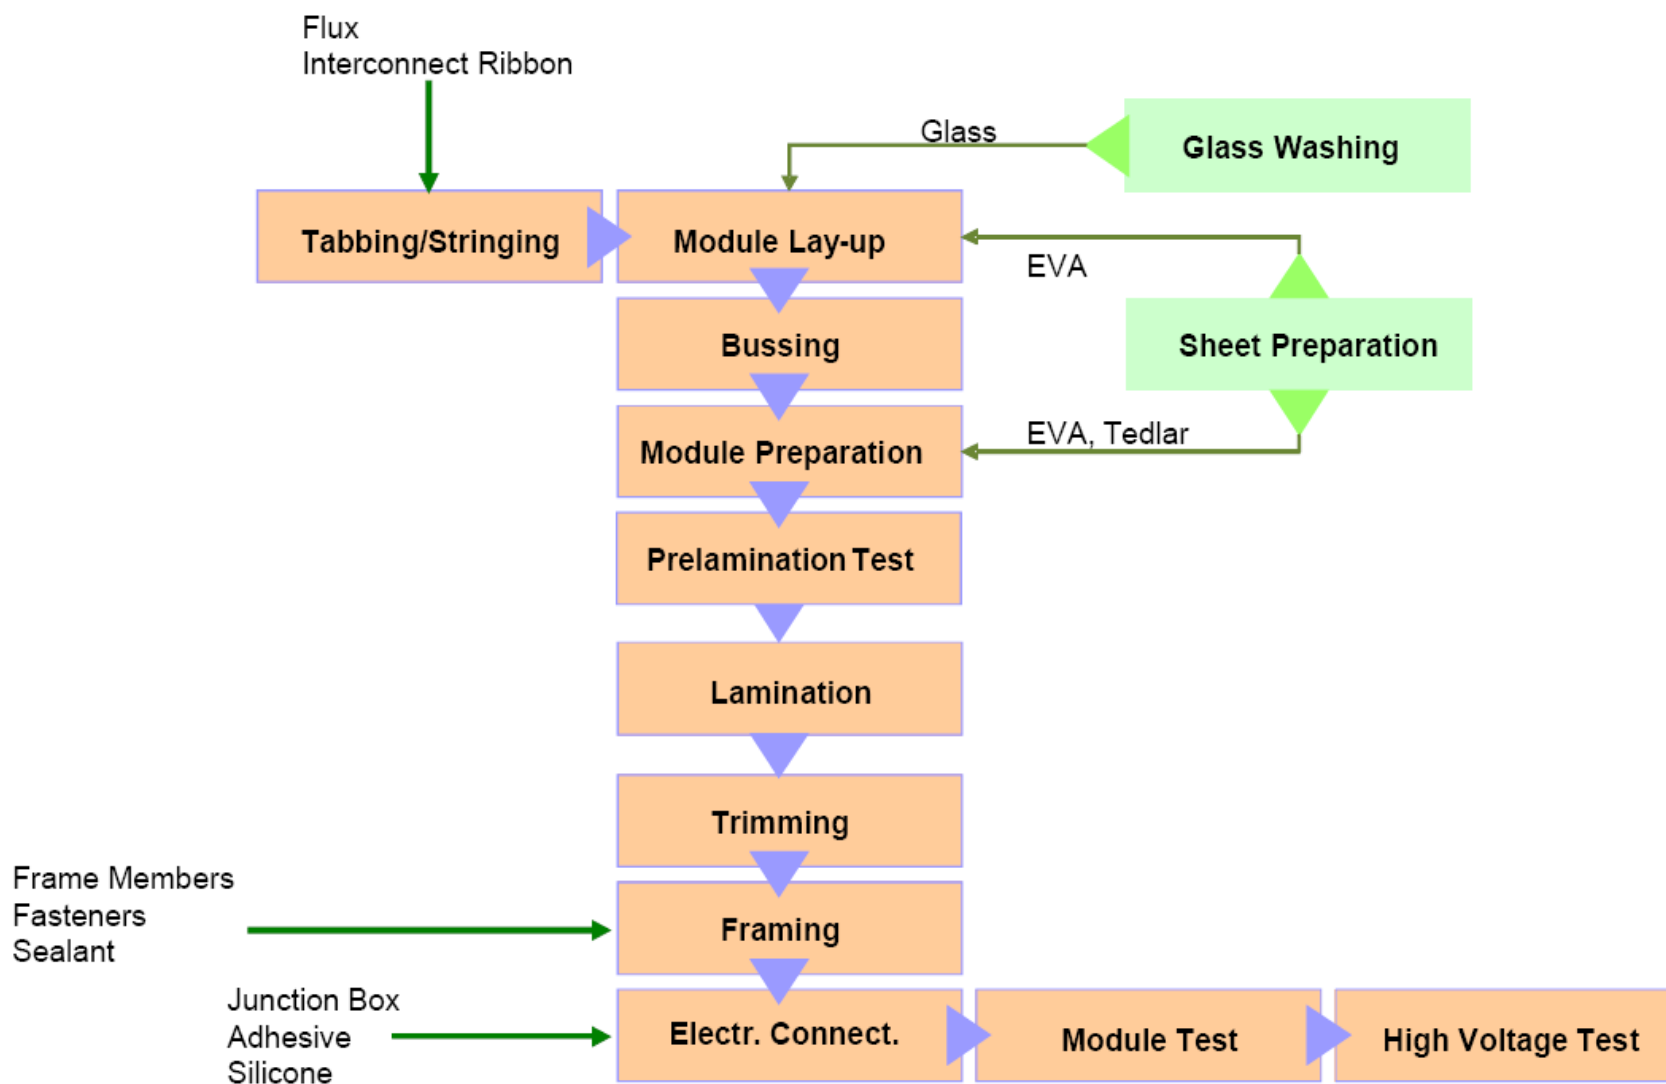 Flux
Interconnect Ribbon
Glass
Glass Washing
Tabbing/Stringing
Module Lay-up
EVA
Bussing
Sheet Preparation
EVA, Tedlar
Module Preparation
Prelamination Test
Lamination
Trimming
Frame Members
Fasteners
Sealant
Framing
Junction Box
Adhesive
Silicone
Electr. Connect.
Module Test
High Voltage Test